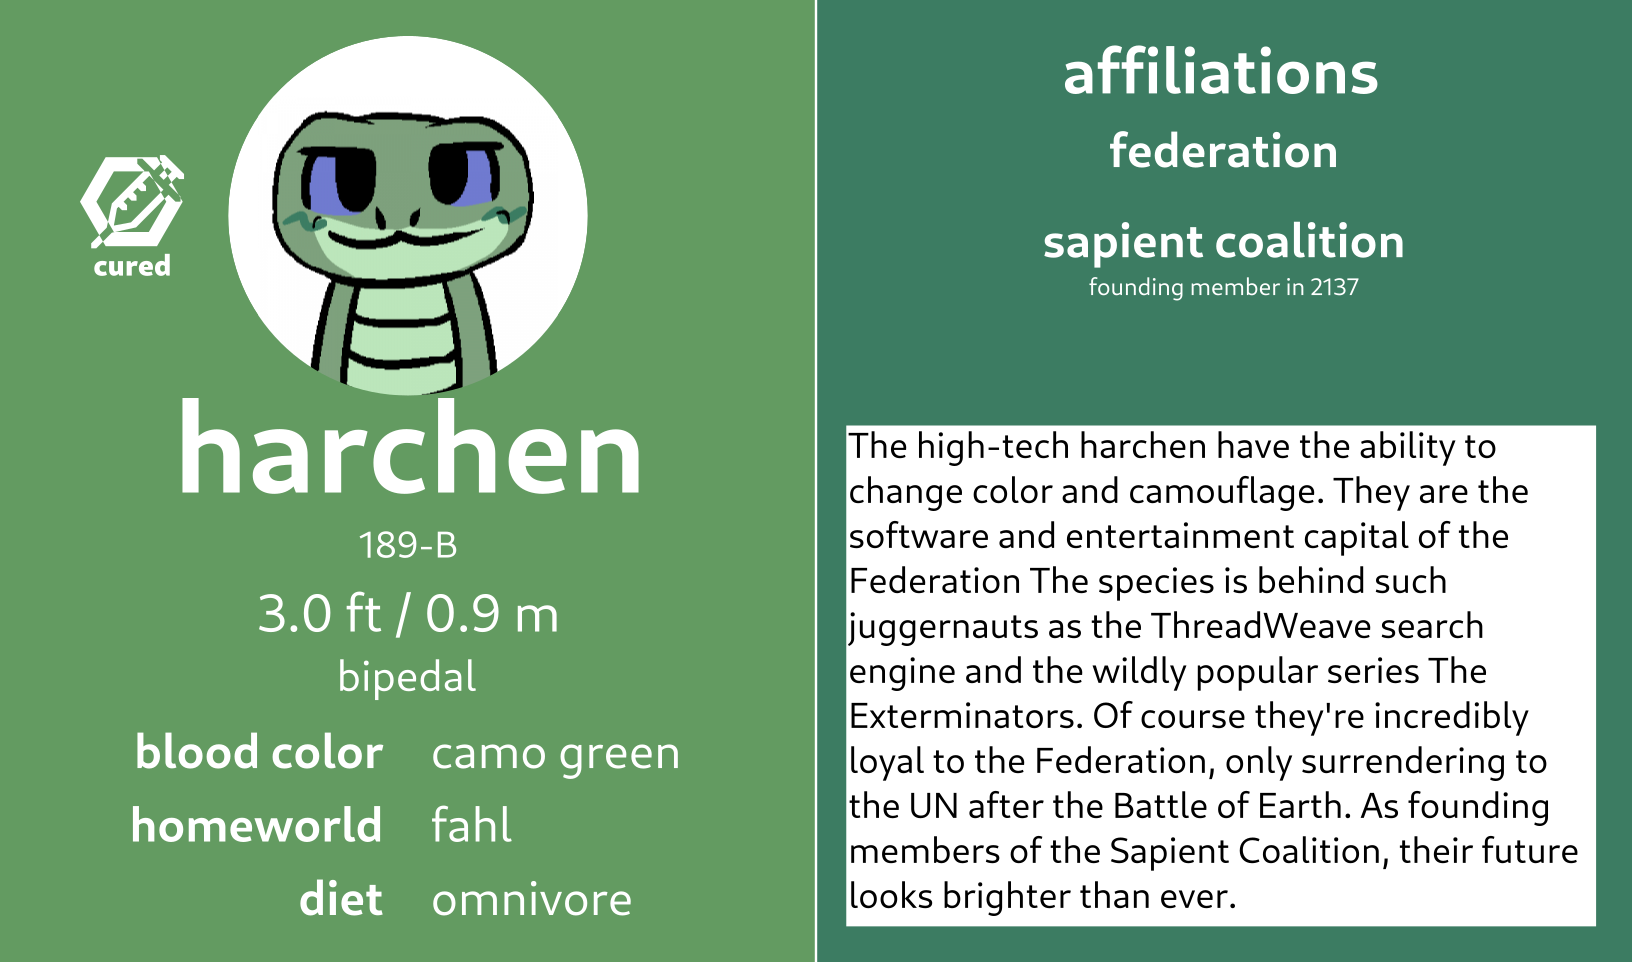 cured
harchen
189-B
3.0 ft / 0.9 m
bipedal
blood color camo green
homeworld fahl
diet omnivore
affiliations
federation
sapient coalition
founding member in 2137
The high-tech harchen have the ability to
change color and camouflage. They are the
software and entertainment capital of the
Federation The species is behind such
juggernauts as the ThreadWeave search
engine and the wildly popular series The
Exterminators. Of course they're incredibly
loyal to the Federation, only surrendering to
the UN after the Battle of Earth. As founding
members of the Sapient Coalition, their future
looks brighter than ever.